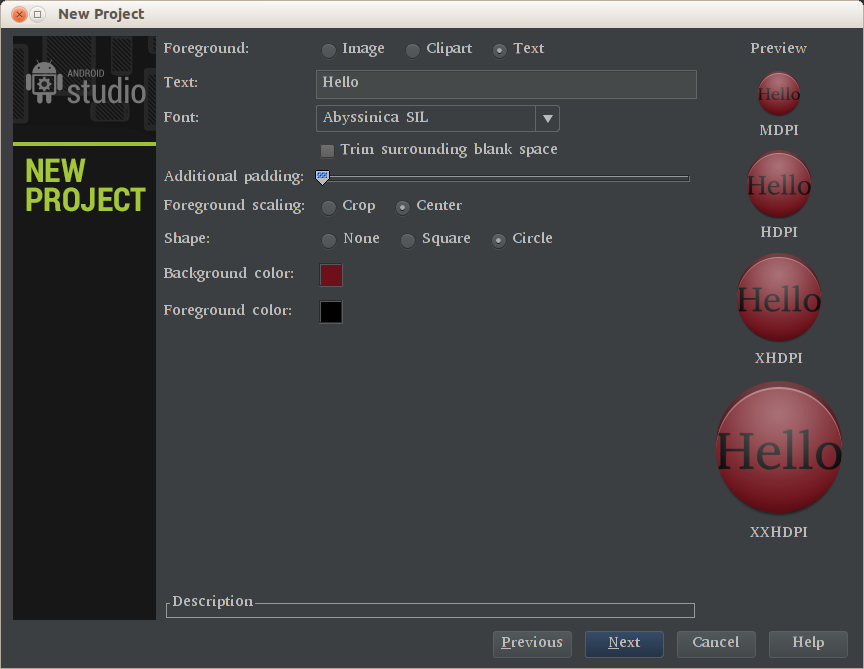 New Project
ANDROID
studio
NEW
PROJECT
Foreground: Image Clipart Text
Text: Hello
Font: Abyssinica SIL
Trim surrounding blank space
Additional padding:
Foreground scaling: Crop Center
Shape: None Square Circle
Background color:
Foreground color:
Preview
Hello
MDPI
Hello
HDPI
Hello
XHDPI
Hello
XXHDPI
Description
Previous Next Cancel Help